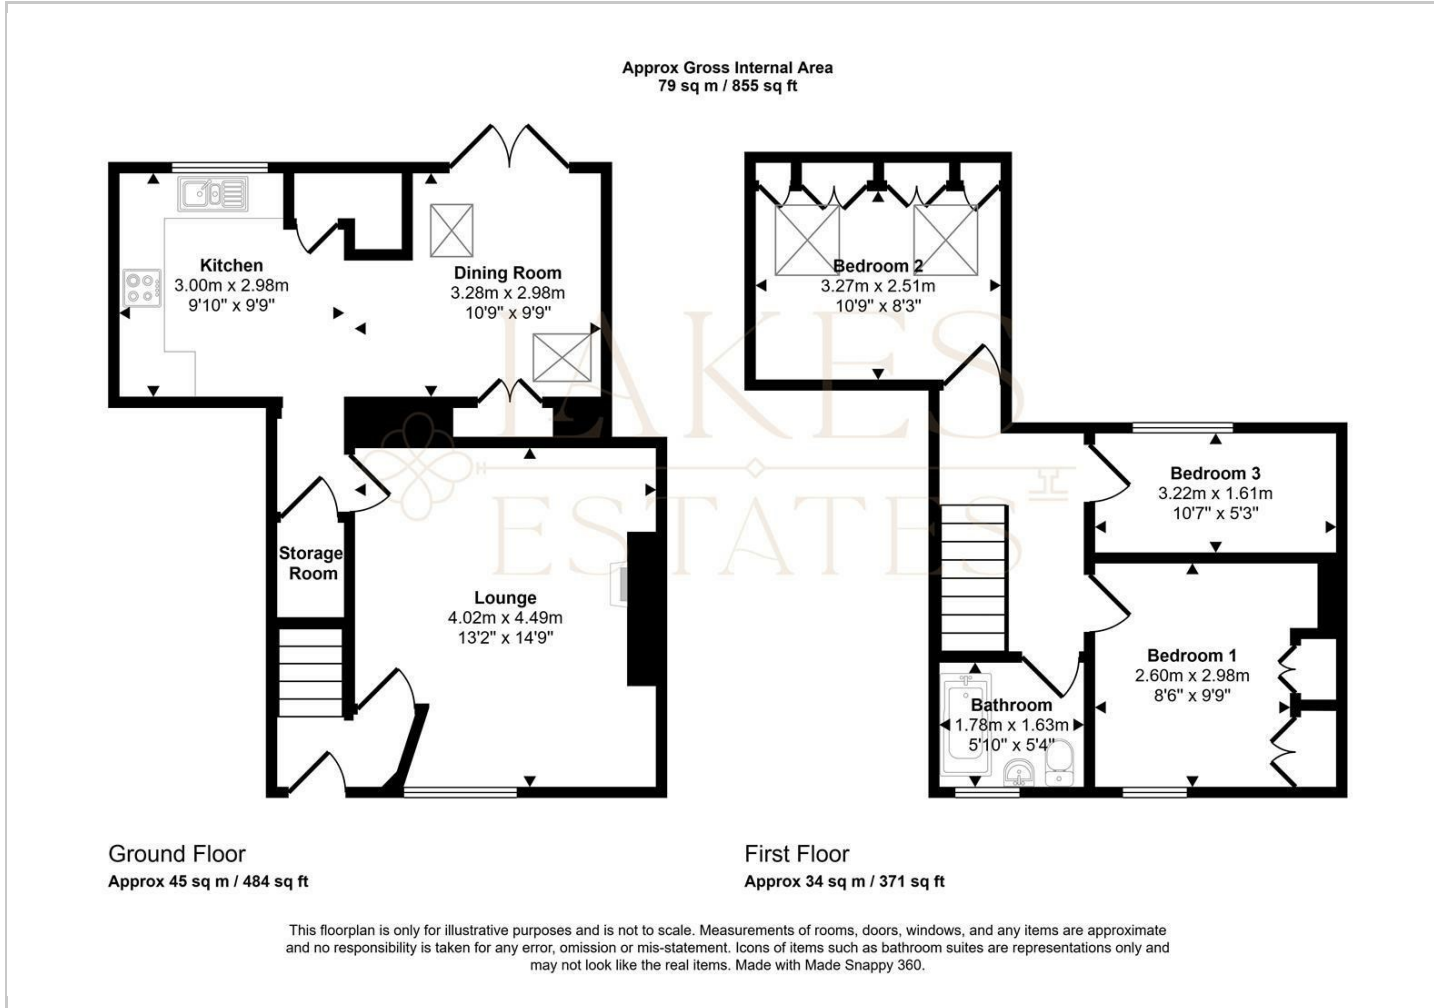 Approx Gross Internal Area
79 sq m / 855 sq ft
Kitchen
3.00m x 2.98m
9'10" x 9'9"
Dining Room
3.28m x 2.98m
10'9" x 9'9"
Storage
Room
Lounge
4.02m x 4.49m
13'2" x 14'9"
Bedroom 2
3.27m x 2.51m
10'9" x 8'3"
Bedroom 3
3.22m x 1.61m
10'7" x 5'3"
Bedroom 1
2.60m x 2.98m
8'6" x 9'9"
Bathroom
1.78m x 1.63m
5'10" x 5'4"
LAKES
ESTATES
Ground Floor
Approx 45 sq m / 484 sq ft
First Floor
Approx 34 sq m / 371 sq ft
This floorplan is only for illustrative purposes and is not to scale. Measurements of rooms, doors, windows, and any items are approximate
and no responsibility is taken for any error, omission or mis-statement. Icons of items such as bathroom suites are representations only and
may not look like the real items. Made with Made Snappy 360.